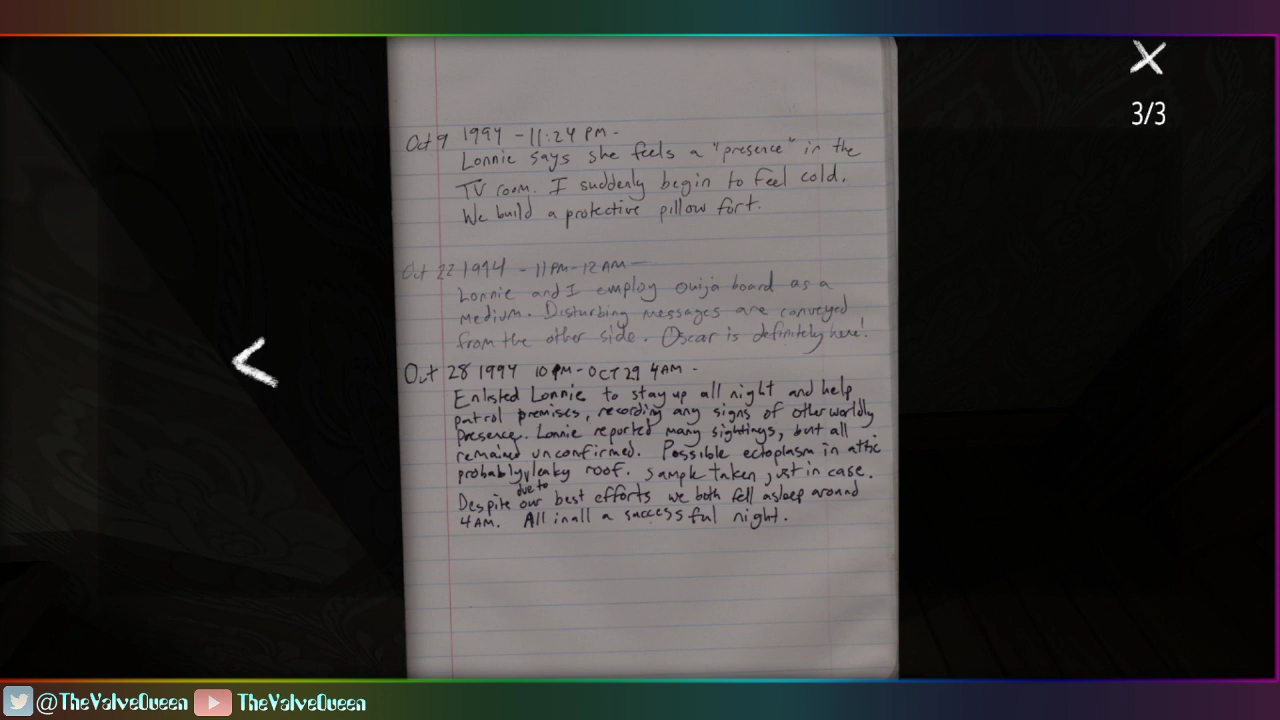 3/3
Oct 9 1994 - 11:24 PM -
Lonnie says she feels a "presence" in the
TV room. I suddenly begin to feel cold.
We build a protective pillow fort.
Oct 22 1994 - 11PM-12AM-
Lonnie and I employ ouija board as a
medium. Disturbing messages are conveyed
from the other side. Oscar is definitely here!
Oct 28 1994 10PM - OCT 29 4AM -
Enlisted Lonnie to stay up all night and help
patrol premises, recording any signs of otherworldly
presence. Lonnie reported many sightings, but all
remained unconfirmed. Possible ectoplasm in attic
probably due to leaky roof. Sample taken just in case.
Despite our best efforts we both fell asleep around
4AM. All in all a successful night.
@TheValveQueen TheValveQueen